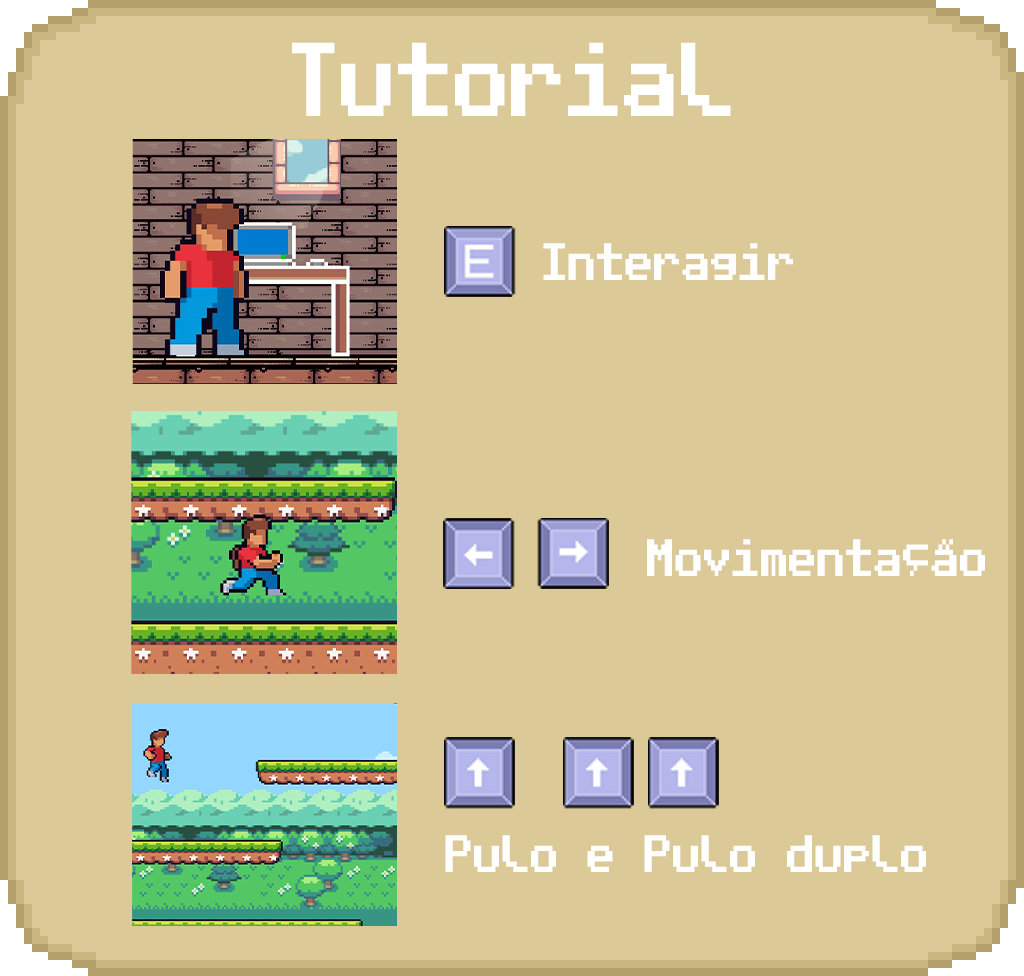 Tutorial
E Interagir
← → Movimentação
↑ ↑ ↑
Pulo e Pulo duplo